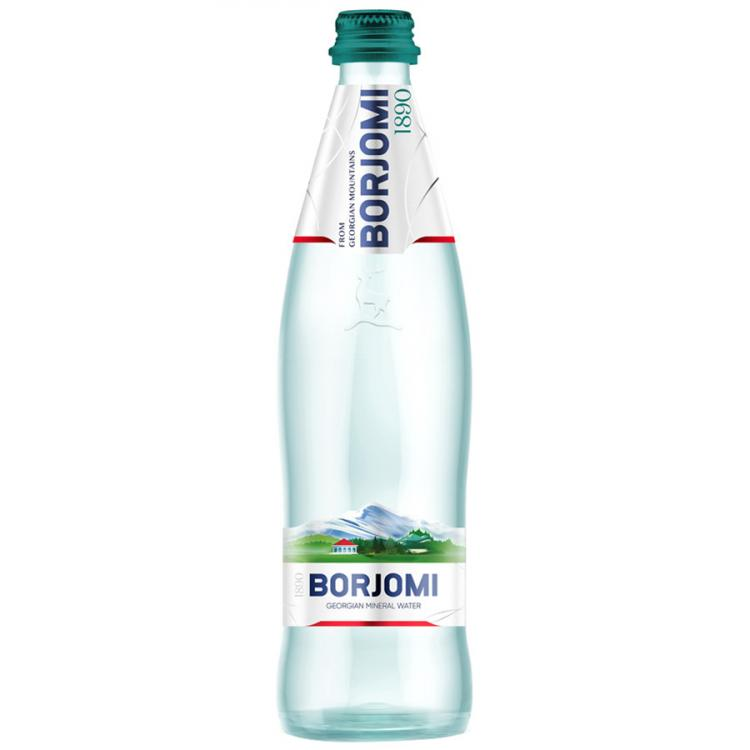 FROM
GEORGIAN MOUNTAINS
BORJOMI
1890
1890
BORJOMI
GEORGIAN MINERAL WATER